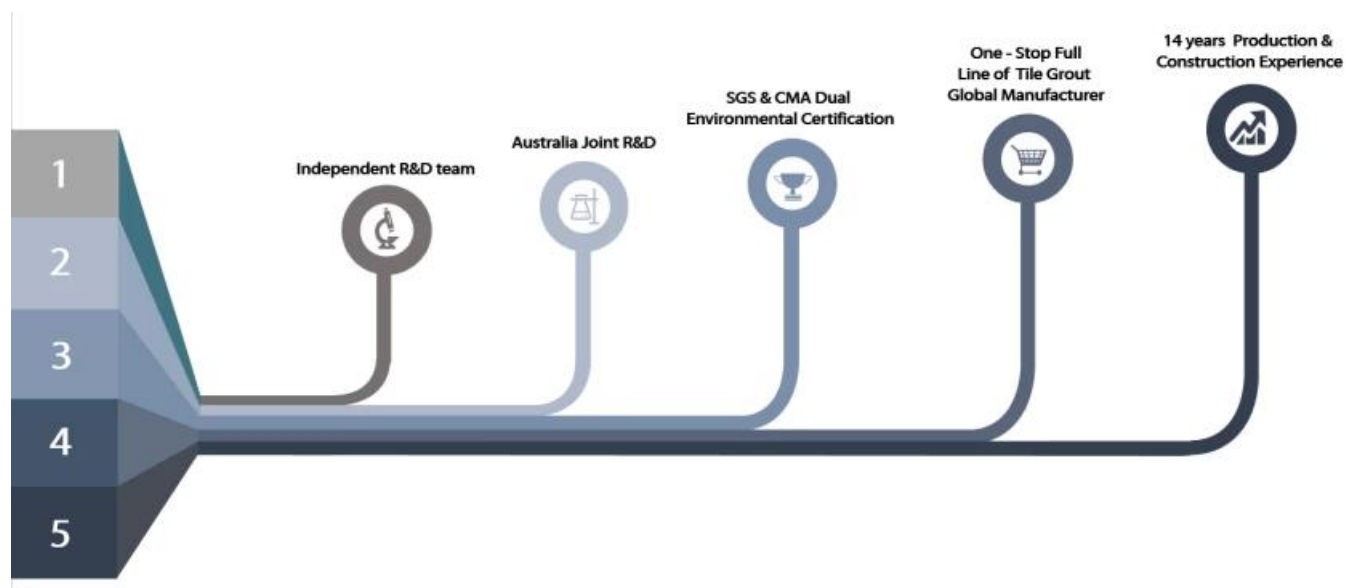 1
2
3
4
5
Independent R&D team
Australia Joint R&D
SGS & CMA Dual
Environmental Certification
One - Stop Full
Line of Tile Grout
Global Manufacturer
14 years Production &
Construction Experience